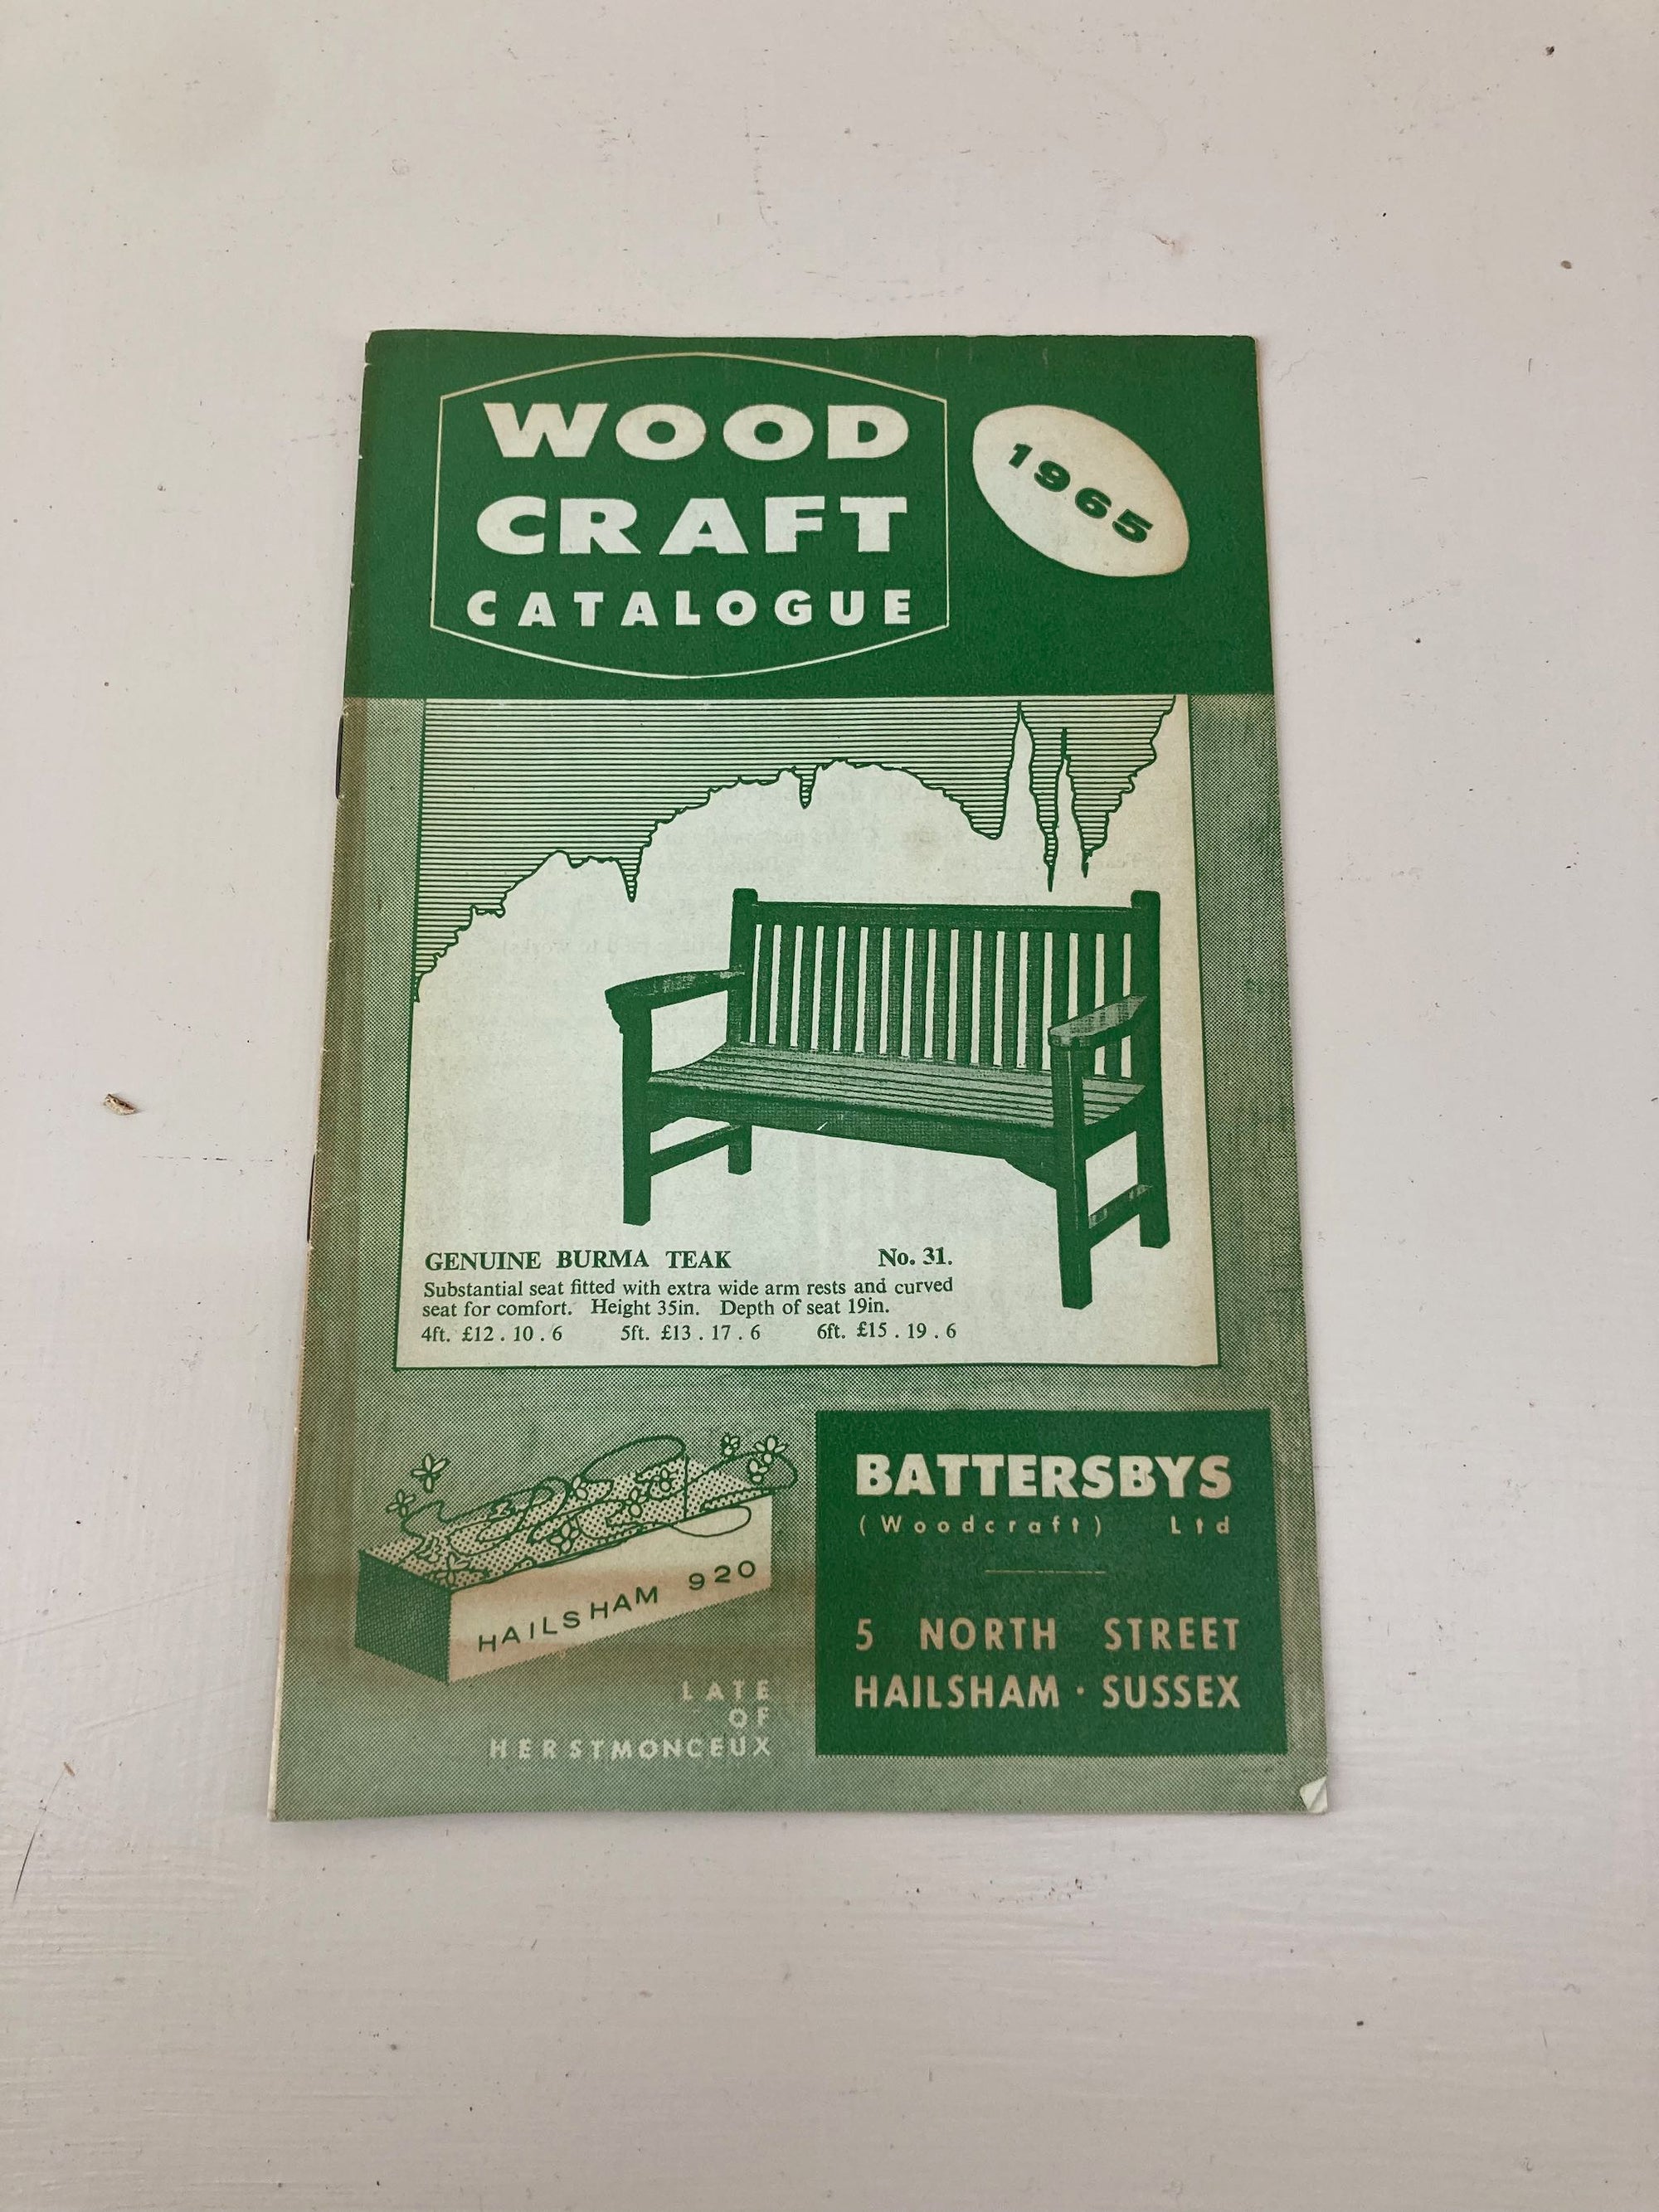 WOOD
CRAFT
CATALOGUE
1965
GENUINE BURMA TEAK No. 31.
Substantial seat fitted with extra wide arm rests and curved
seat for comfort. Height 35in. Depth of seat 19in.
4ft. £12 . 10 . 6 5ft. £13 . 17 . 6 6ft. £15 . 19 . 6
HAILSHAM 920
LATE
OF
HERSTMONCEUX
BATTERSBYS
(Woodcraft) Ltd
5 NORTH STREET
HAILSHAM · SUSSEX